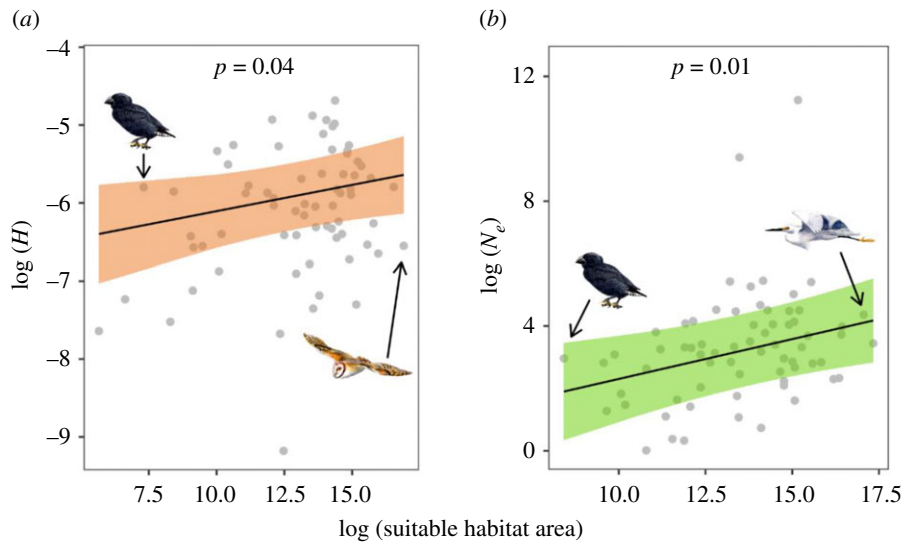 (a)
p = 0.04
log (H)
–4
–5
–6
–7
–8
–9
7.5 10.0 12.5 15.0
(b)
p = 0.01
log (Nₑ)
12
8
4
0
10.0 12.5 15.0 17.5
log (suitable habitat area)